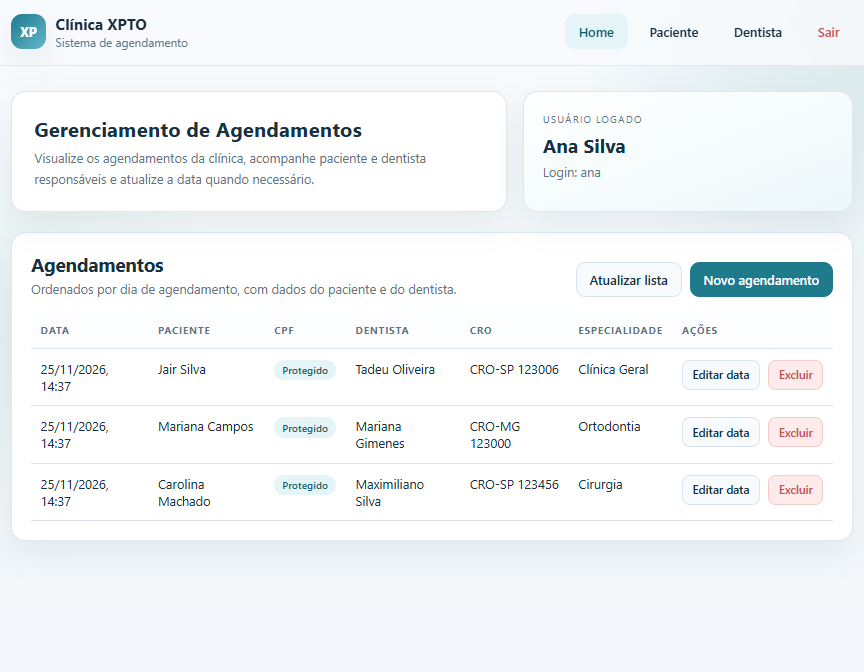 XP
Clínica XPTO
Sistema de agendamento
Home Paciente Dentista Sair
Gerenciamento de Agendamentos
Visualize os agendamentos da clínica, acompanhe paciente e dentista
responsáveis e atualize a data quando necessário.
USUÁRIO LOGADO
Ana Silva
Login: ana
Agendamentos
Ordenados por dia de agendamento, com dados do paciente e do dentista.
Atualizar lista Novo agendamento
DATA PACIENTE CPF DENTISTA CRO ESPECIALIDADE AÇÕES
25/11/2026, Jair Silva Protegido Tadeu Oliveira CRO-SP 123006 Clínica Geral Editar data Excluir
14:37
25/11/2026, Mariana Campos Protegido Mariana CRO-MG Ortodontia Editar data Excluir
14:37 Gimenes 123000
25/11/2026, Carolina Protegido Maximiliano CRO-SP 123456 Cirurgia Editar data Excluir
14:37 Machado Silva